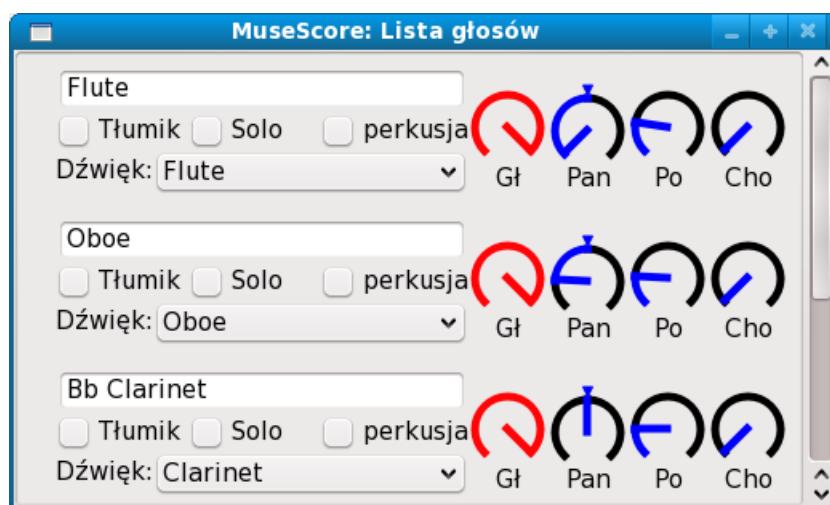 MuseScore: Lista głosów
Flute
Tłumik Solo perkusja
Dźwięk: Flute Gł Pan Po Cho
Oboe
Tłumik Solo perkusja
Dźwięk: Oboe Gł Pan Po Cho
Bb Clarinet
Tłumik Solo perkusja
Dźwięk: Clarinet Gł Pan Po Cho